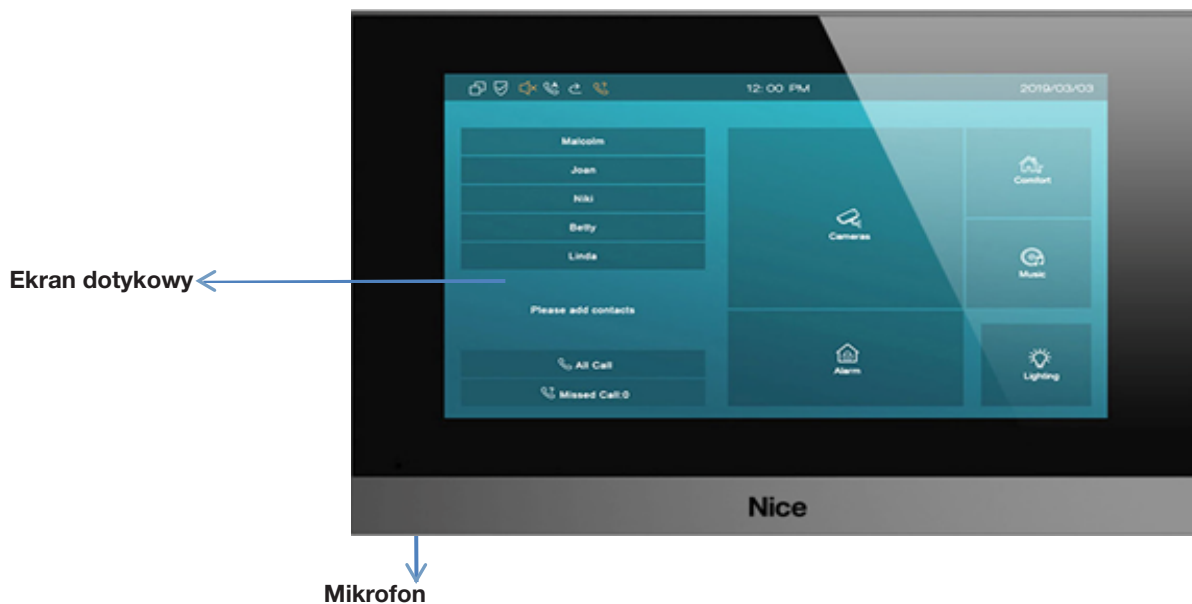 12:00 PM
2019/03/03
Malcolm
Joan
Niki
Betty
Linda
Please add contacts
All Call
Missed Call:0
Cameras
Alarm
Comfort
Music
Lighting
Ekran dotykowy
Nice
Mikrofon